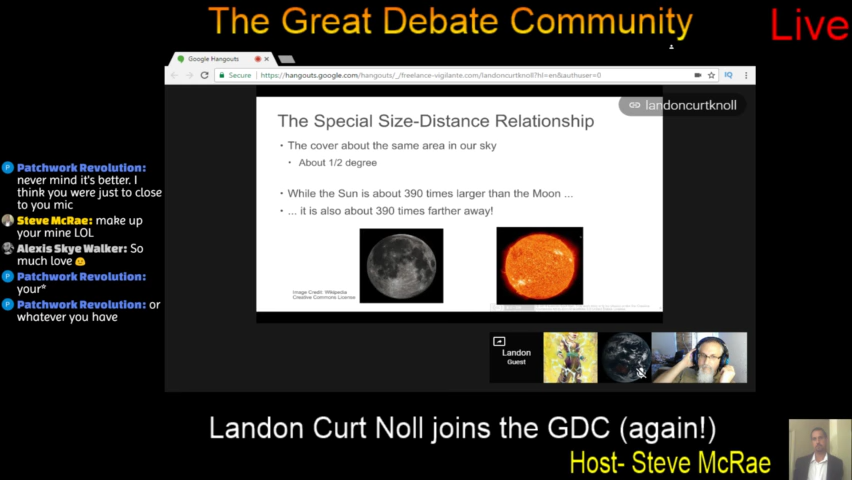 The Great Debate Community
Live
Google Hangouts
Secure
https://hangouts.google.com/hangouts/_/freelance-vigilante.com/landoncurtknoll?hl=en&authuser=0
IQ
landoncurtknoll
The Special Size-Distance Relationship
• The cover about the same area in our sky
• About 1/2 degree
• While the Sun is about 390 times larger than the Moon ...
• ... it is also about 390 times farther away!
Image Credit: Wikipedia
Creative Commons License
P
Patchwork Revolution:
never mind it's better. I
think you were just to close
to you mic
Steve McRae: make up
your mine LOL
Alexis Skye Walker: So
much love
P
Patchwork Revolution:
your*
P
Patchwork Revolution: or
whatever you have
Landon
Guest
Landon Curt Noll joins the GDC (again!)
Host- Steve McRae